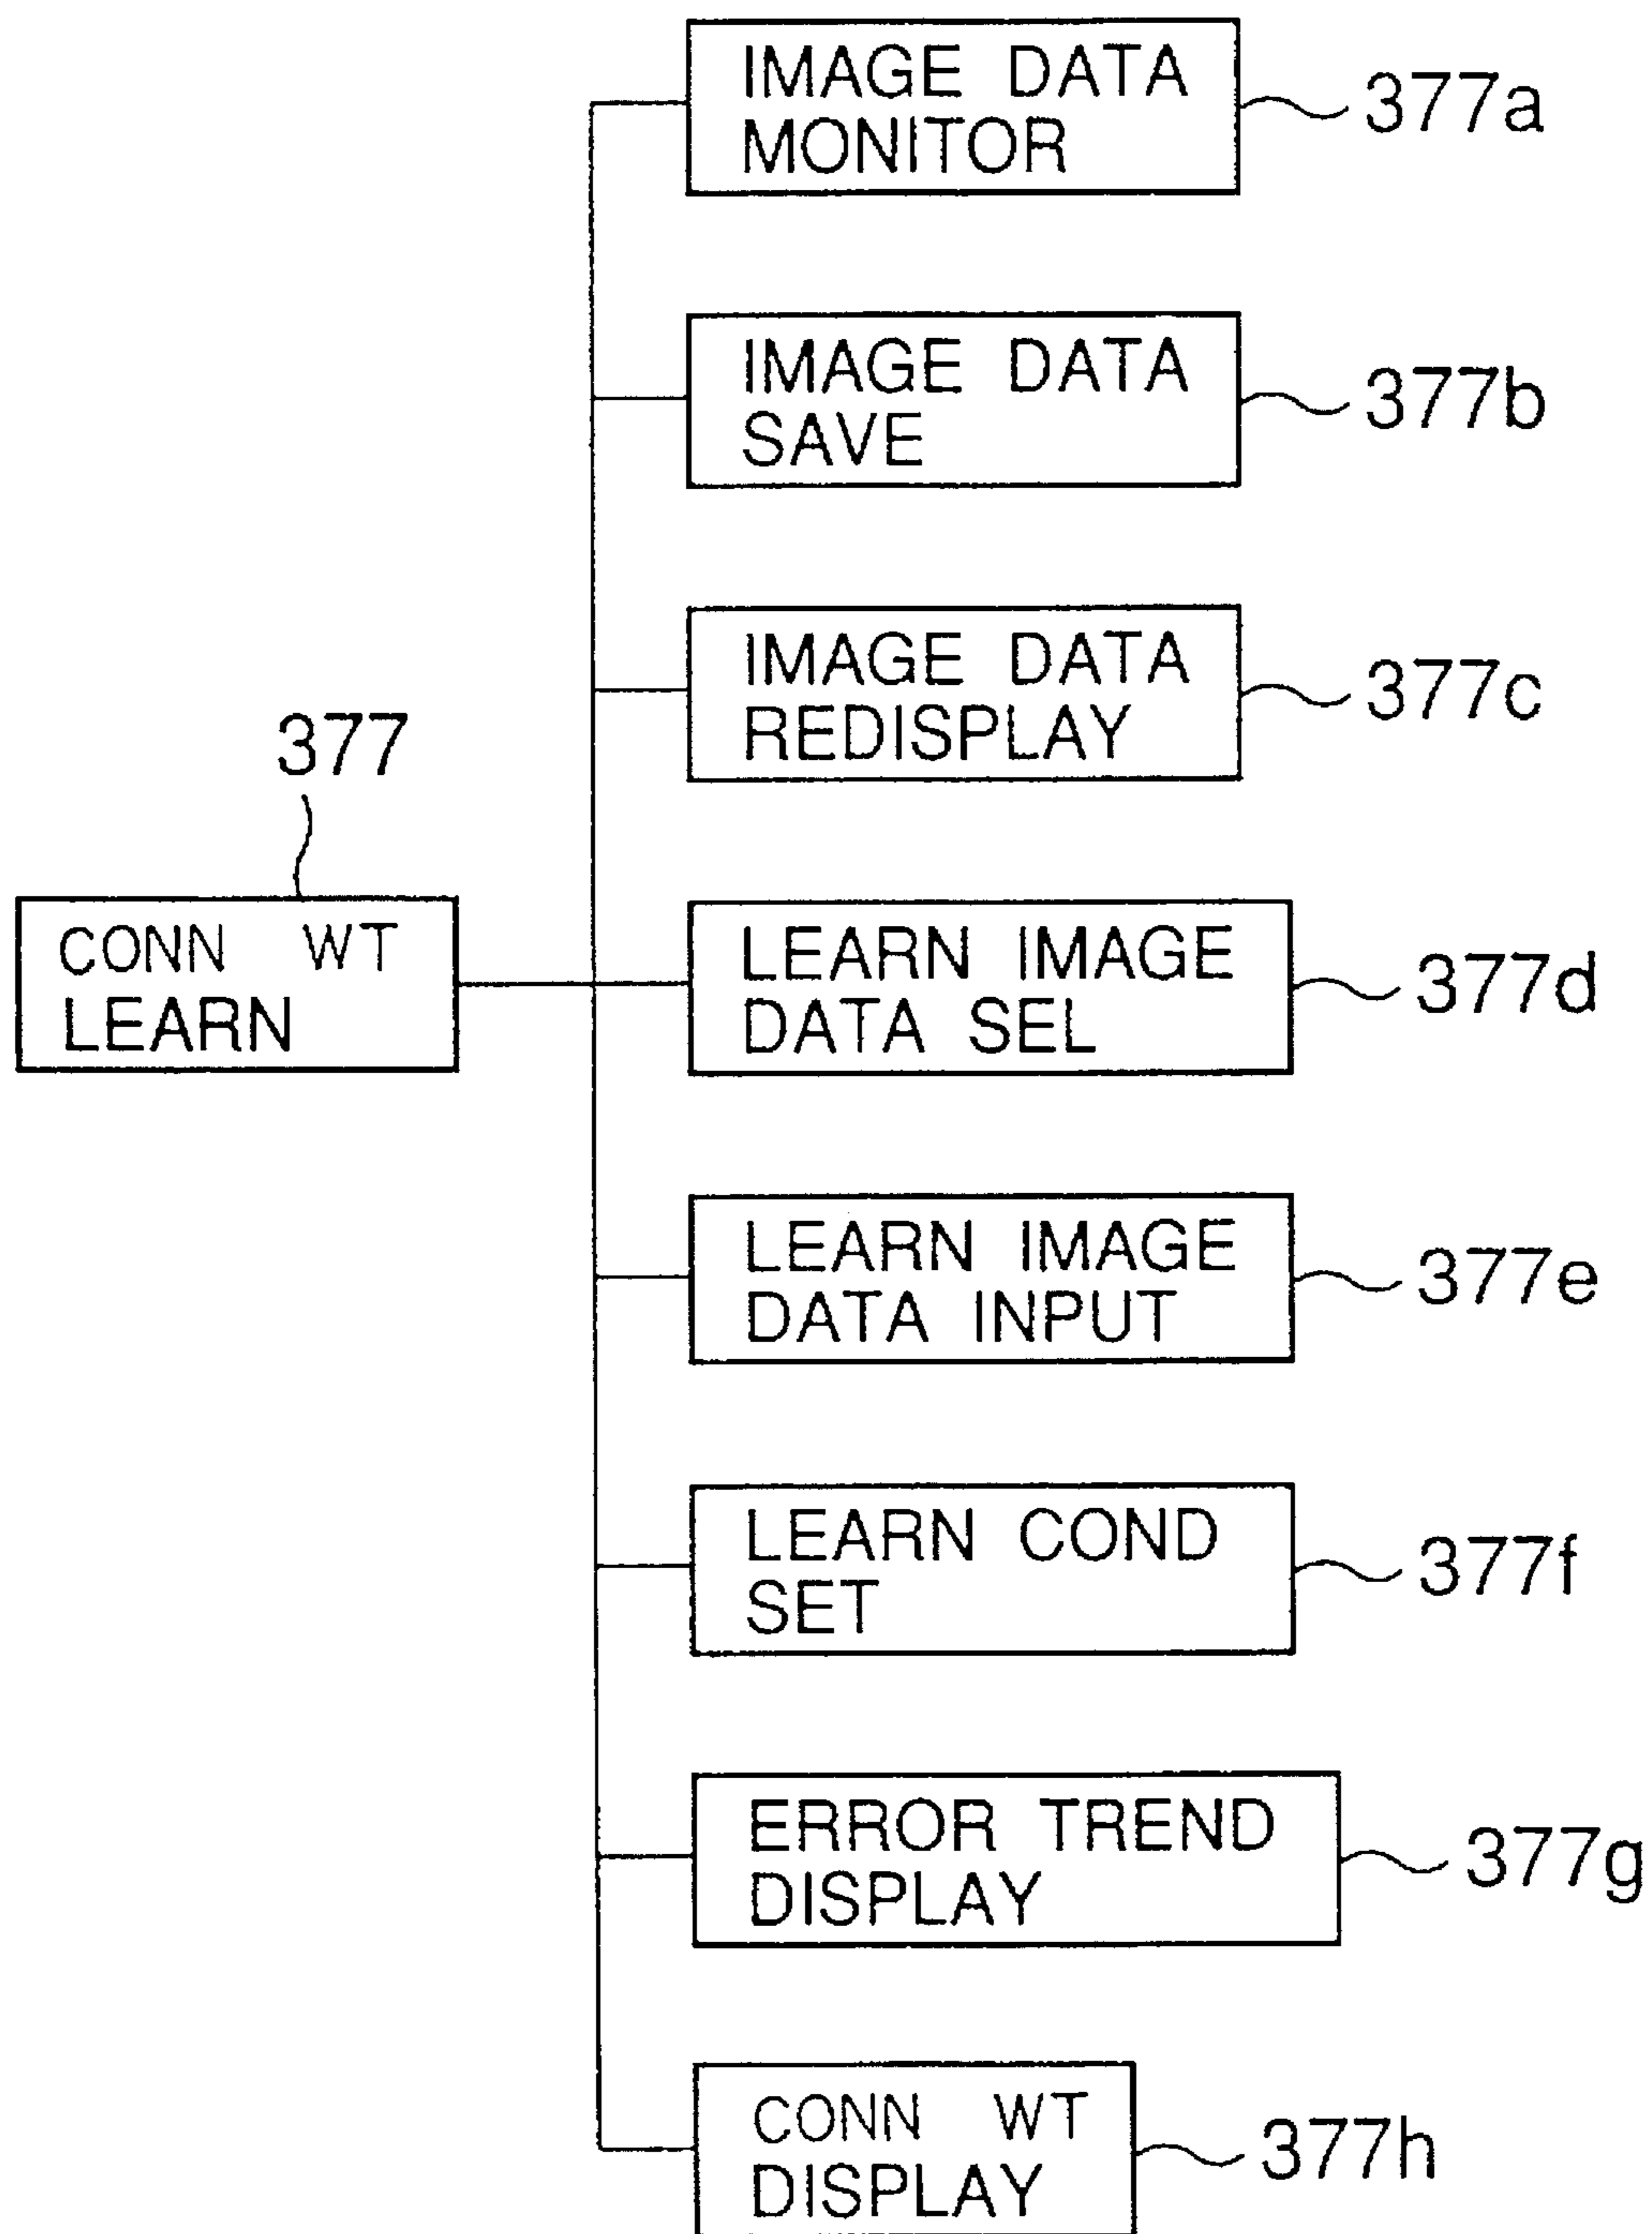 IMAGE DATA
MONITOR
377a
IMAGE DATA
SAVE
377b
IMAGE DATA
REDISPLAY
377c
377
CONN WT
LEARN
LEARN IMAGE
DATA SEL
377d
LEARN IMAGE
DATA INPUT
377e
LEARN COND
SET
377f
ERROR TREND
DISPLAY
377g
CONN WT
DISPLAY
377h